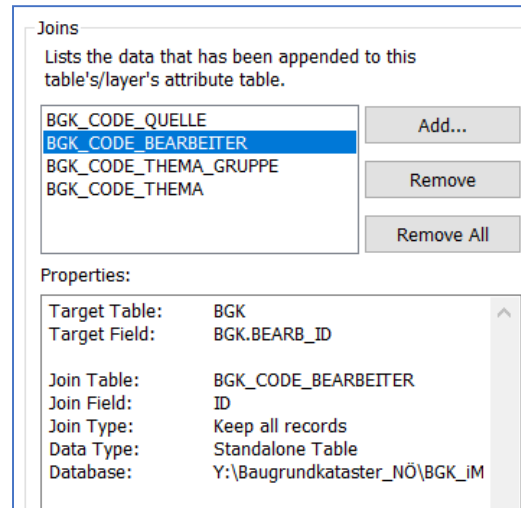 Joins
Lists the data that has been appended to this
table's/layer's attribute table.
BGK_CODE_QUELLE
BGK_CODE_BEARBEITER
BGK_CODE_THEMA_GRUPPE
BGK_CODE_THEMA
Add...
Remove
Remove All
Properties:
Target Table: BGK
Target Field: BGK.BEARB_ID
Join Table: BGK_CODE_BEARBEITER
Join Field: ID
Join Type: Keep all records
Data Type: Standalone Table
Database: Y:\Baugrundkataster_NÖ\BGK_iM